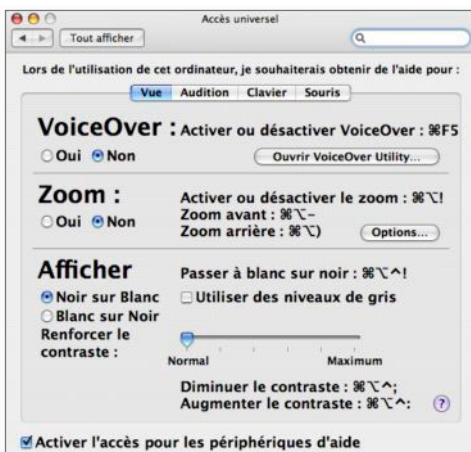 Accès universel
Tout afficher
Lors de l'utilisation de cet ordinateur, je souhaiterais obtenir de l'aide pour :
Vue Audition Clavier Souris
VoiceOver : Activer ou désactiver VoiceOver : ⌘F5
Oui Non Ouvrir VoiceOver Utility...
Zoom : Activer ou désactiver le zoom : ⌘⌥!
Oui Non Zoom avant : ⌘⌥-
Zoom arrière : ⌘⌥) Options...
Afficher Passer à blanc sur noir : ⌘⌥^!
Noir sur Blanc Utiliser des niveaux de gris
Blanc sur Noir
Renforcer le
contraste :
Normal Maximum
Diminuer le contraste : ⌘⌥^;
Augmenter le contraste : ⌘⌥^: ?
Activer l'accès pour les périphériques d'aide